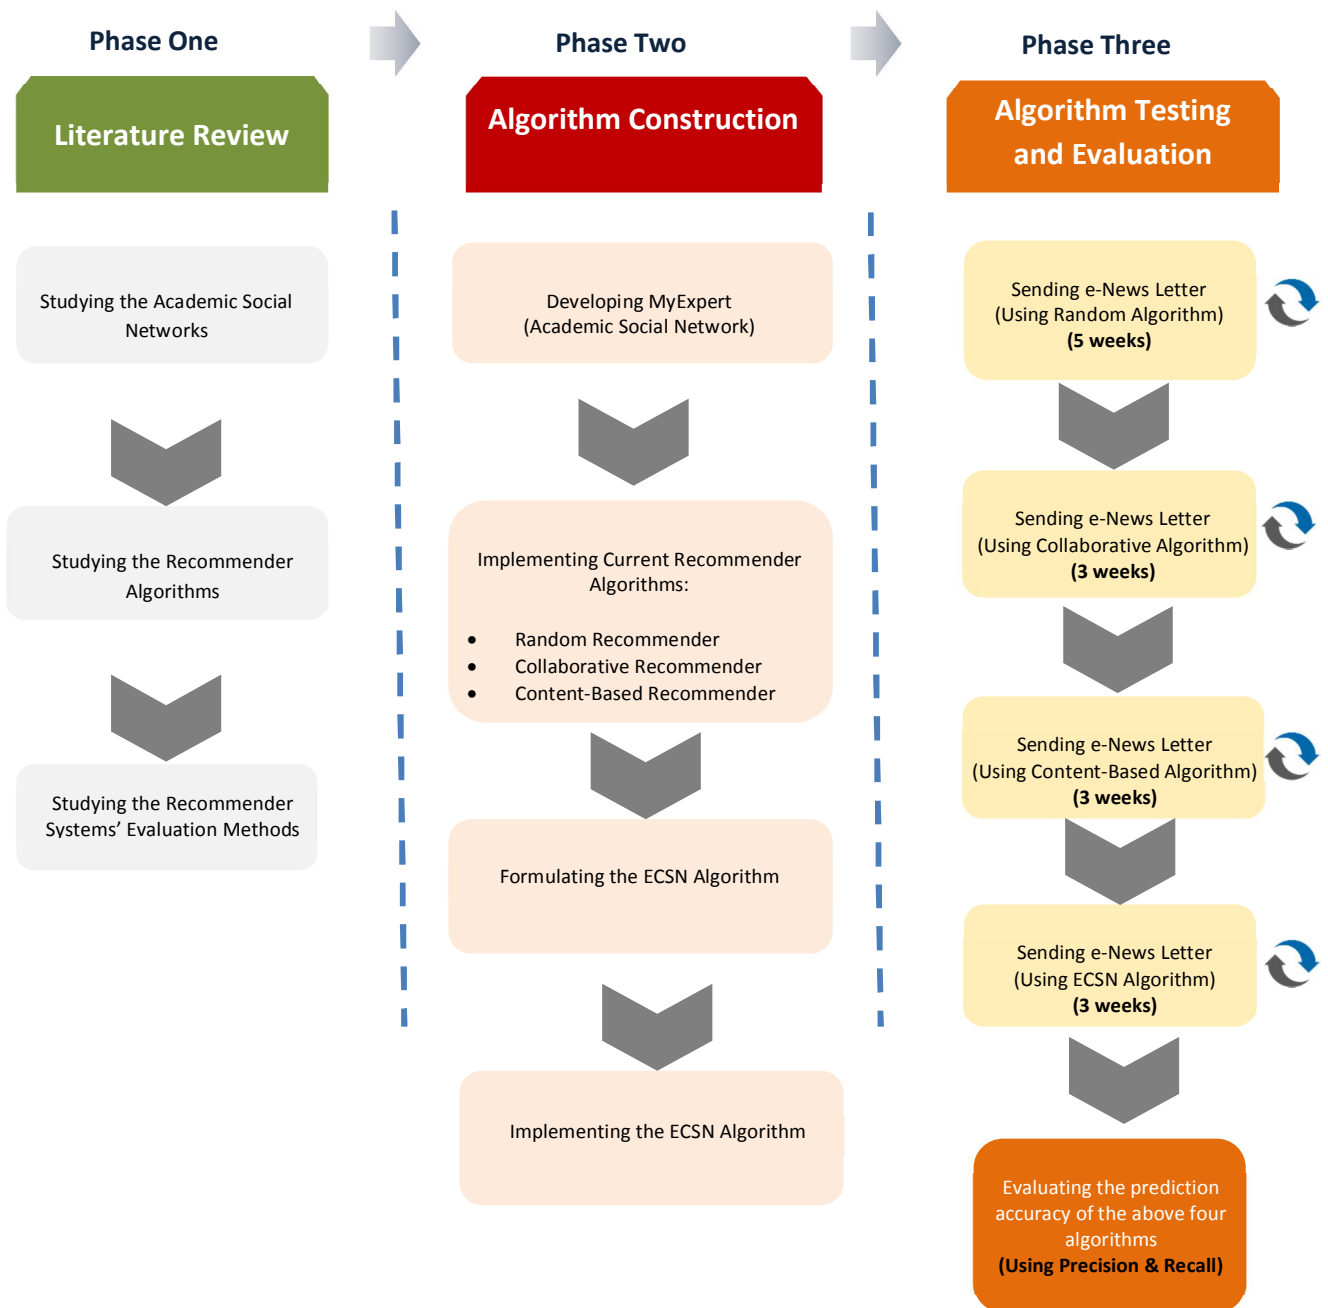 Phase One
Literature Review
Studying the Academic Social
Networks
Studying the Recommender
Algorithms
Studying the Recommender
Systems’ Evaluation Methods
Phase Two
Algorithm Construction
Developing MyExpert
(Academic Social Network)
Implementing Current Recommender
Algorithms:
• Random Recommender
• Collaborative Recommender
• Content-Based Recommender
Formulating the ECSN Algorithm
Implementing the ECSN Algorithm
Phase Three
Algorithm Testing
and Evaluation
Sending e-News Letter
(Using Random Algorithm)
(5 weeks)
Sending e-News Letter
(Using Collaborative Algorithm)
(3 weeks)
Sending e-News Letter
(Using Content-Based Algorithm)
(3 weeks)
Sending e-News Letter
(Using ECSN Algorithm)
(3 weeks)
Evaluating the prediction
accuracy of the above four
algorithms
(Using Precision & Recall)